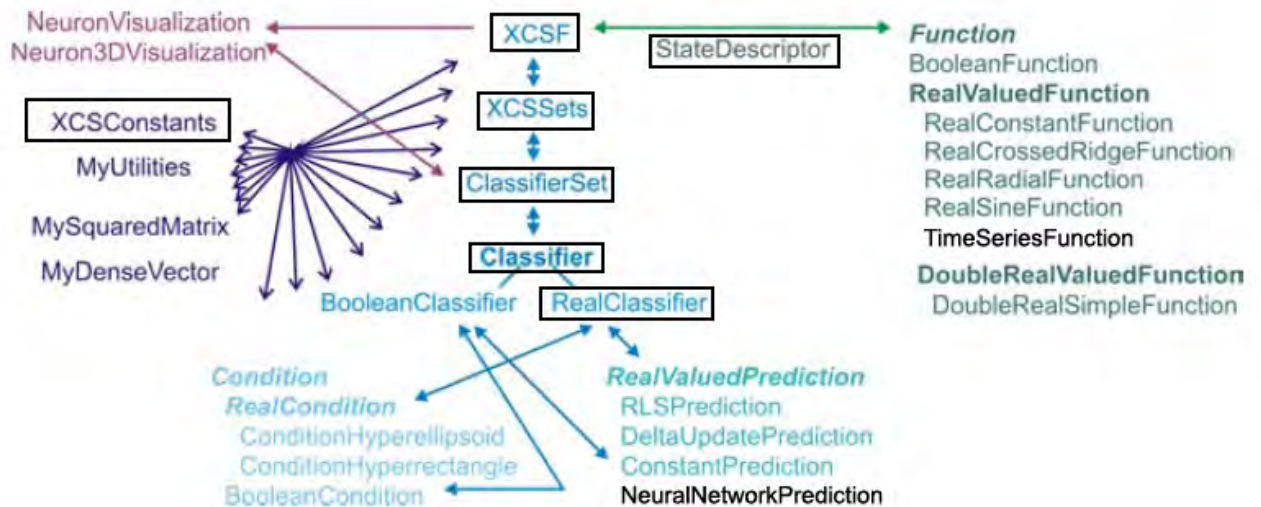 NeuronVisualization
Neuron3DVisualization
XCSF
StateDescriptor
Function
BooleanFunction
RealValuedFunction
RealConstantFunction
RealCrossedRidgeFunction
RealRadialFunction
RealSineFunction
TimeSeriesFunction
DoubleRealValuedFunction
DoubleRealSimpleFunction
XCSConstants
MyUtilities
MySquaredMatrix
MyDenseVector
XCSSets
ClassifierSet
Classifier
BooleanClassifier
RealClassifier
Condition
RealCondition
ConditionHyperellipsoid
ConditionHyperrectangle
BooleanCondition
RealValuedPrediction
RLSPrediction
DeltaUpdatePrediction
ConstantPrediction
NeuralNetworkPrediction